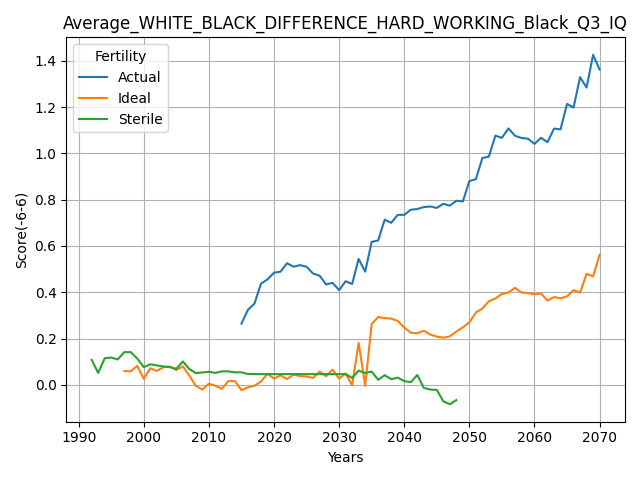 Average_WHITE_BLACK_DIFFERENCE_HARD_WORKING_Black_Q3_IQ
Fertility
Actual
Ideal
Sterile
Score(-6-6)
1.4
1.2
1.0
0.8
0.6
0.4
0.2
0.0
1990 2000 2010 2020 2030 2040 2050 2060 2070
Years